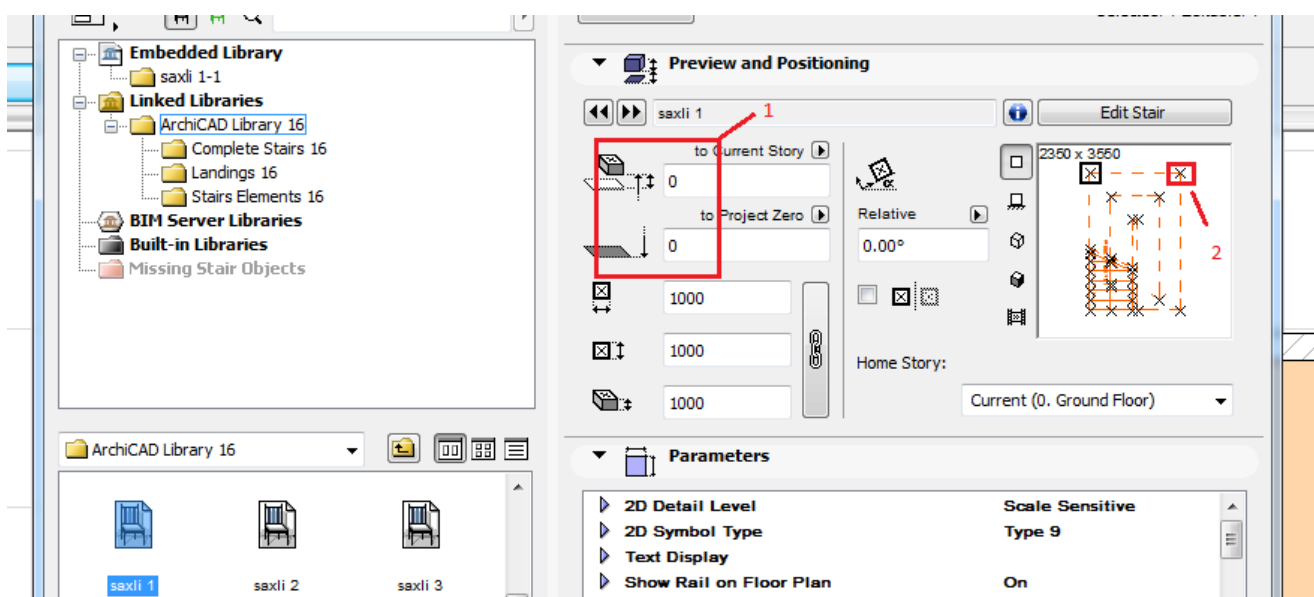 Embedded Library
saxli 1-1
Linked Libraries
ArchiCAD Library 16
Complete Stairs 16
Landings 16
Stairs Elements 16
BIM Server Libraries
Built-in Libraries
Missing Stair Objects
ArchiCAD Library 16
saxli 1
saxli 2
saxli 3
Preview and Positioning
saxli 1
1
Edit Stair
to Current Story
0
to Project Zero
0
1000
1000
1000
α
Relative
0.00°
2350 x 3550
2
Home Story:
Current (0. Ground Floor)
Parameters
2D Detail Level Scale Sensitive
2D Symbol Type Type 9
Text Display
Show Rail on Floor Plan On